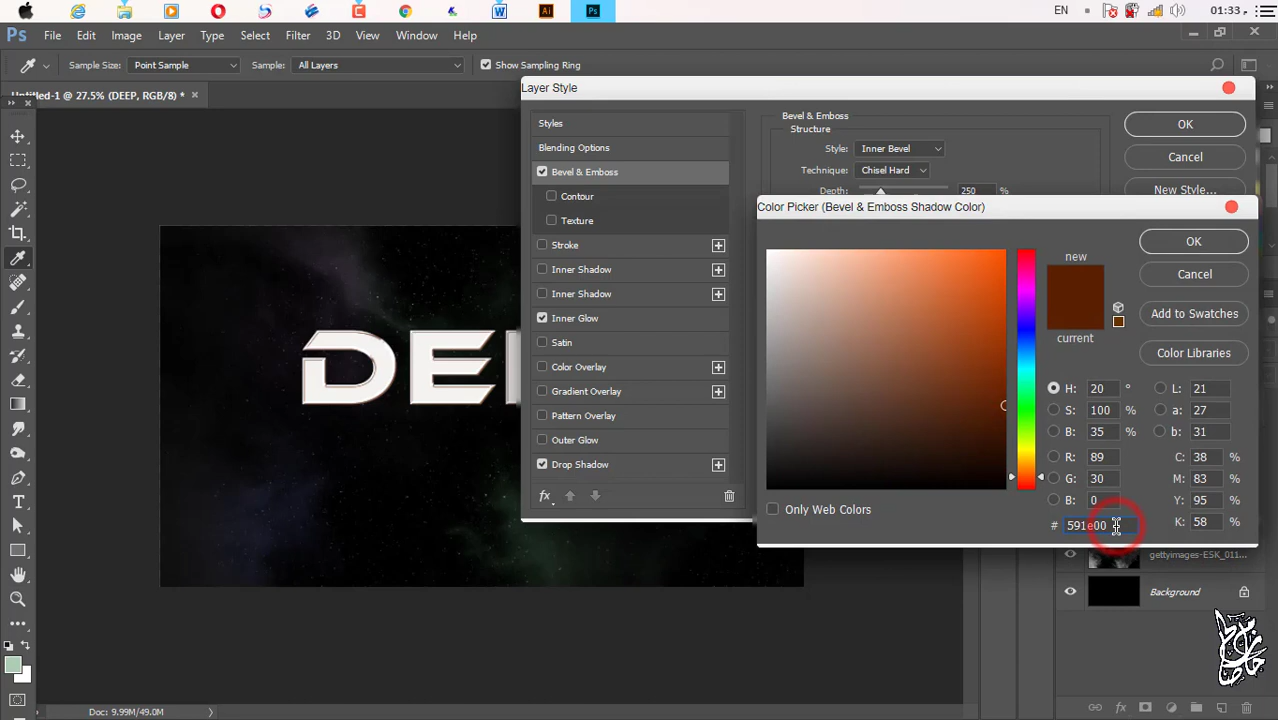 EN
01:33 م
Ps
File Edit Image Layer Type Select Filter 3D View Window Help
Sample Size: Point Sample Sample: All Layers Show Sampling Ring
Untitled-1 @ 27.5% (DEEP, RGB/8) *
Layer Style
Styles
Blending Options
Bevel & Emboss
Contour
Texture
Stroke
Inner Shadow
Inner Shadow
Inner Glow
Satin
Color Overlay
Gradient Overlay
Pattern Overlay
Outer Glow
Drop Shadow
fx
Bevel & Emboss
Structure
Style: Inner Bevel
Technique: Chisel Hard
Depth: 250 %
OK
Cancel
New Style...
Color Picker (Bevel & Emboss Shadow Color)
new
current
OK
Cancel
Add to Swatches
Color Libraries
H: 20 ° L: 21
S: 100 % a: 27
B: 35 % b: 31
R: 89 C: 38 %
G: 30 M: 83 %
B: 0 Y: 95 %
# 591e00 K: 58 %
Only Web Colors
DEE
gettyimages-ESK_011...
Background
Doc: 9.99M/49.0M
fx